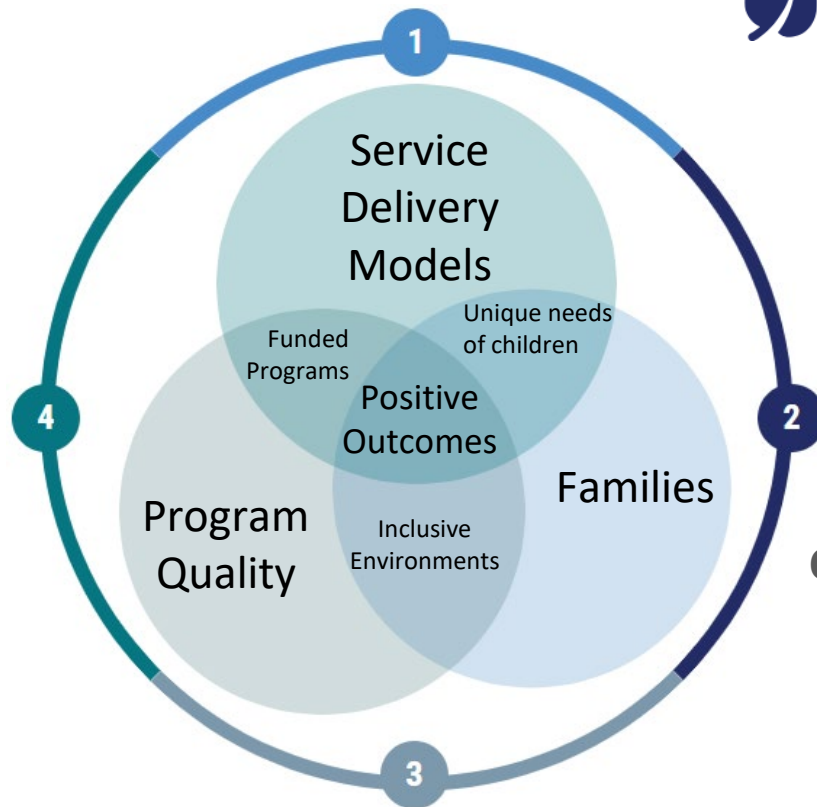 1
Service
Delivery
Models
Unique needs
of children
Funded
Programs
Positive
Outcomes
4
2
Families
Program
Quality
Inclusive
Environments
3